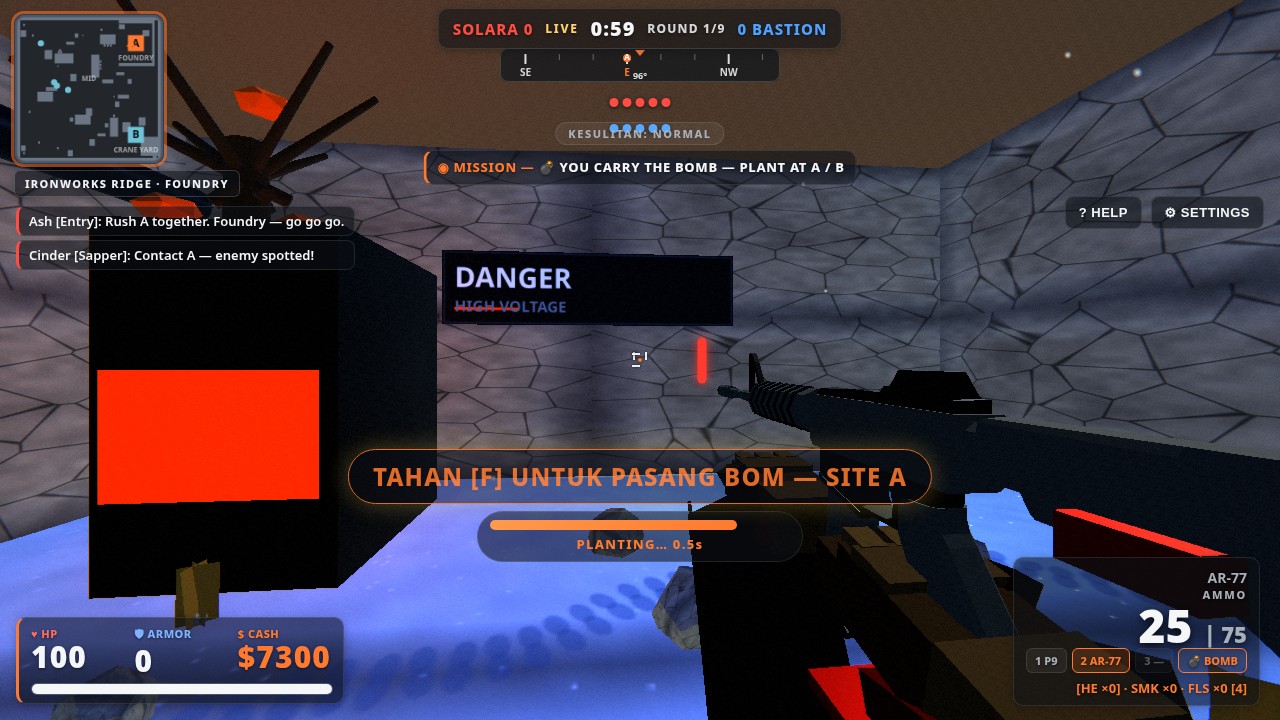 SOLARA 0 LIVE 0:59 ROUND 1/9 0 BASTION
A
SE E 96° NW
KESULITAN: NORMAL
◉ MISSION — 💣 YOU CARRY THE BOMB — PLANT AT A / B
A
FOUNDRY
MID
B
CRANE YARD
IRONWORKS RIDGE · FOUNDRY
? HELP ⚙ SETTINGS
Ash [Entry]: Rush A together. Foundry — go go go.
Cinder [Sapper]: Contact A — enemy spotted!
DANGER
HIGH VOLTAGE
TAHAN [F] UNTUK PASANG BOM — SITE A
PLANTING... 0.5s
♥ HP 🛡 ARMOR $ CASH
100 0 $7300
AR-77
AMMO
25 | 75
1 P9 2 AR-77 3 — 💣 BOMB
[HE ×0] · SMK ×0 · FLS ×0 [4]